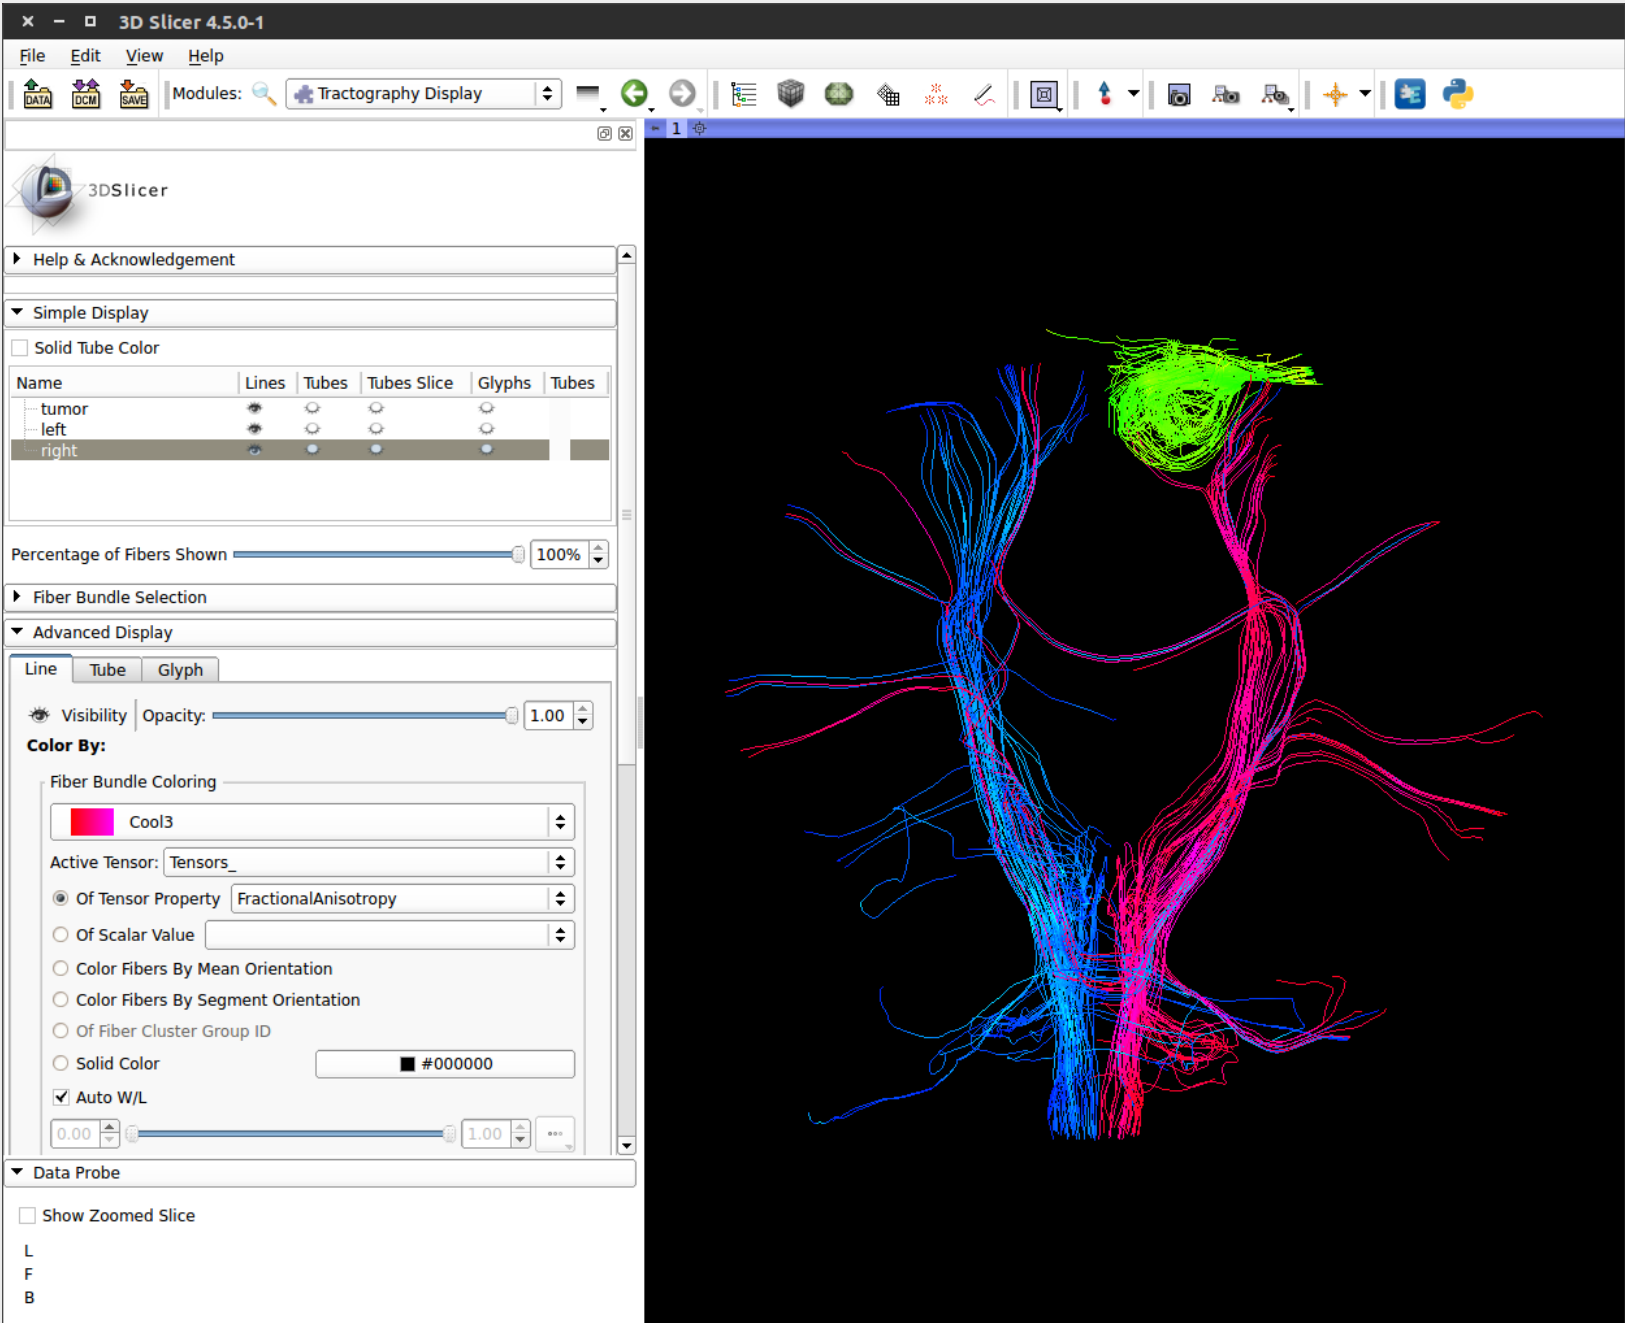 3D Slicer 4.5.0-1
File Edit View Help
DATA DCM SAVE Modules: Tractography Display
1
3DSlicer
Help & Acknowledgement
Simple Display
Solid Tube Color
Name Lines Tubes Tubes Slice Glyphs Tubes
tumor
left
right
Percentage of Fibers Shown 100%
Fiber Bundle Selection
Advanced Display
Line Tube Glyph
Visibility Opacity: 1.00
Color By:
Fiber Bundle Coloring
Cool3
Active Tensor: Tensors_
Of Tensor Property FractionalAnisotropy
Of Scalar Value
Color Fibers By Mean Orientation
Color Fibers By Segment Orientation
Of Fiber Cluster Group ID
Solid Color #000000
Auto W/L
0.00 1.00 ...
Data Probe
Show Zoomed Slice
L
F
B